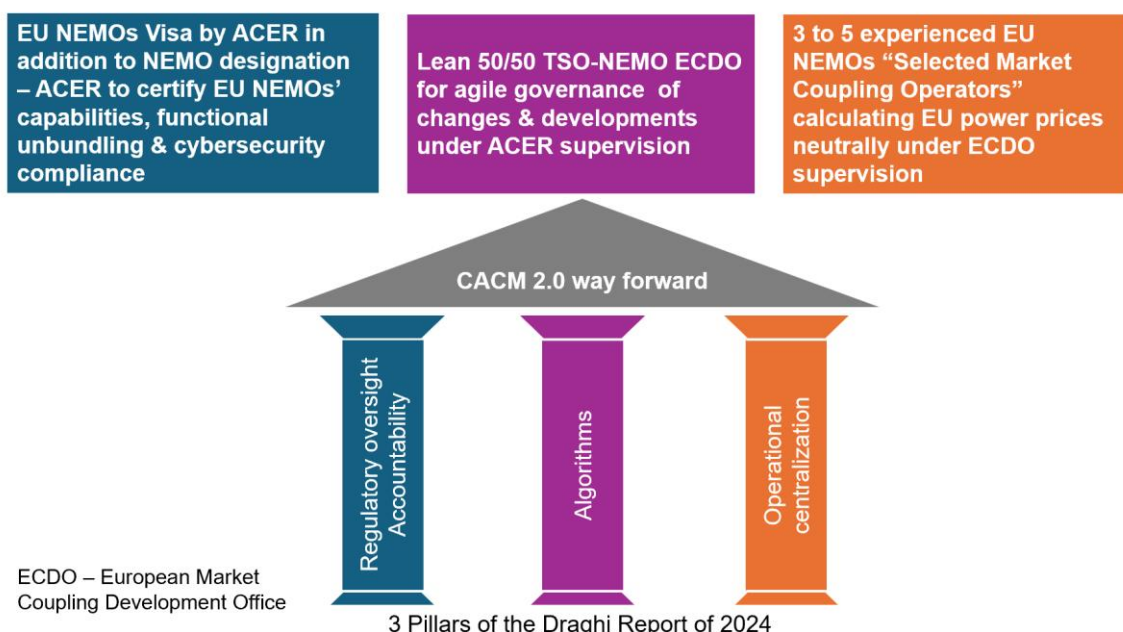 EU NEMOs Visa by ACER in
addition to NEMO designation
– ACER to certify EU NEMOs’
capabilities, functional
unbundling & cybersecurity
compliance
Lean 50/50 TSO-NEMO ECDO
for agile governance of
changes & developments
under ACER supervision
3 to 5 experienced EU
NEMOs “Selected Market
Coupling Operators”
calculating EU power prices
neutrally under ECDO
supervision
CACM 2.0 way forward
Regulatory oversight
Accountability
Algorithms
Operational
centralization
ECDO – European Market
Coupling Development Office
3 Pillars of the Draghi Report of 2024